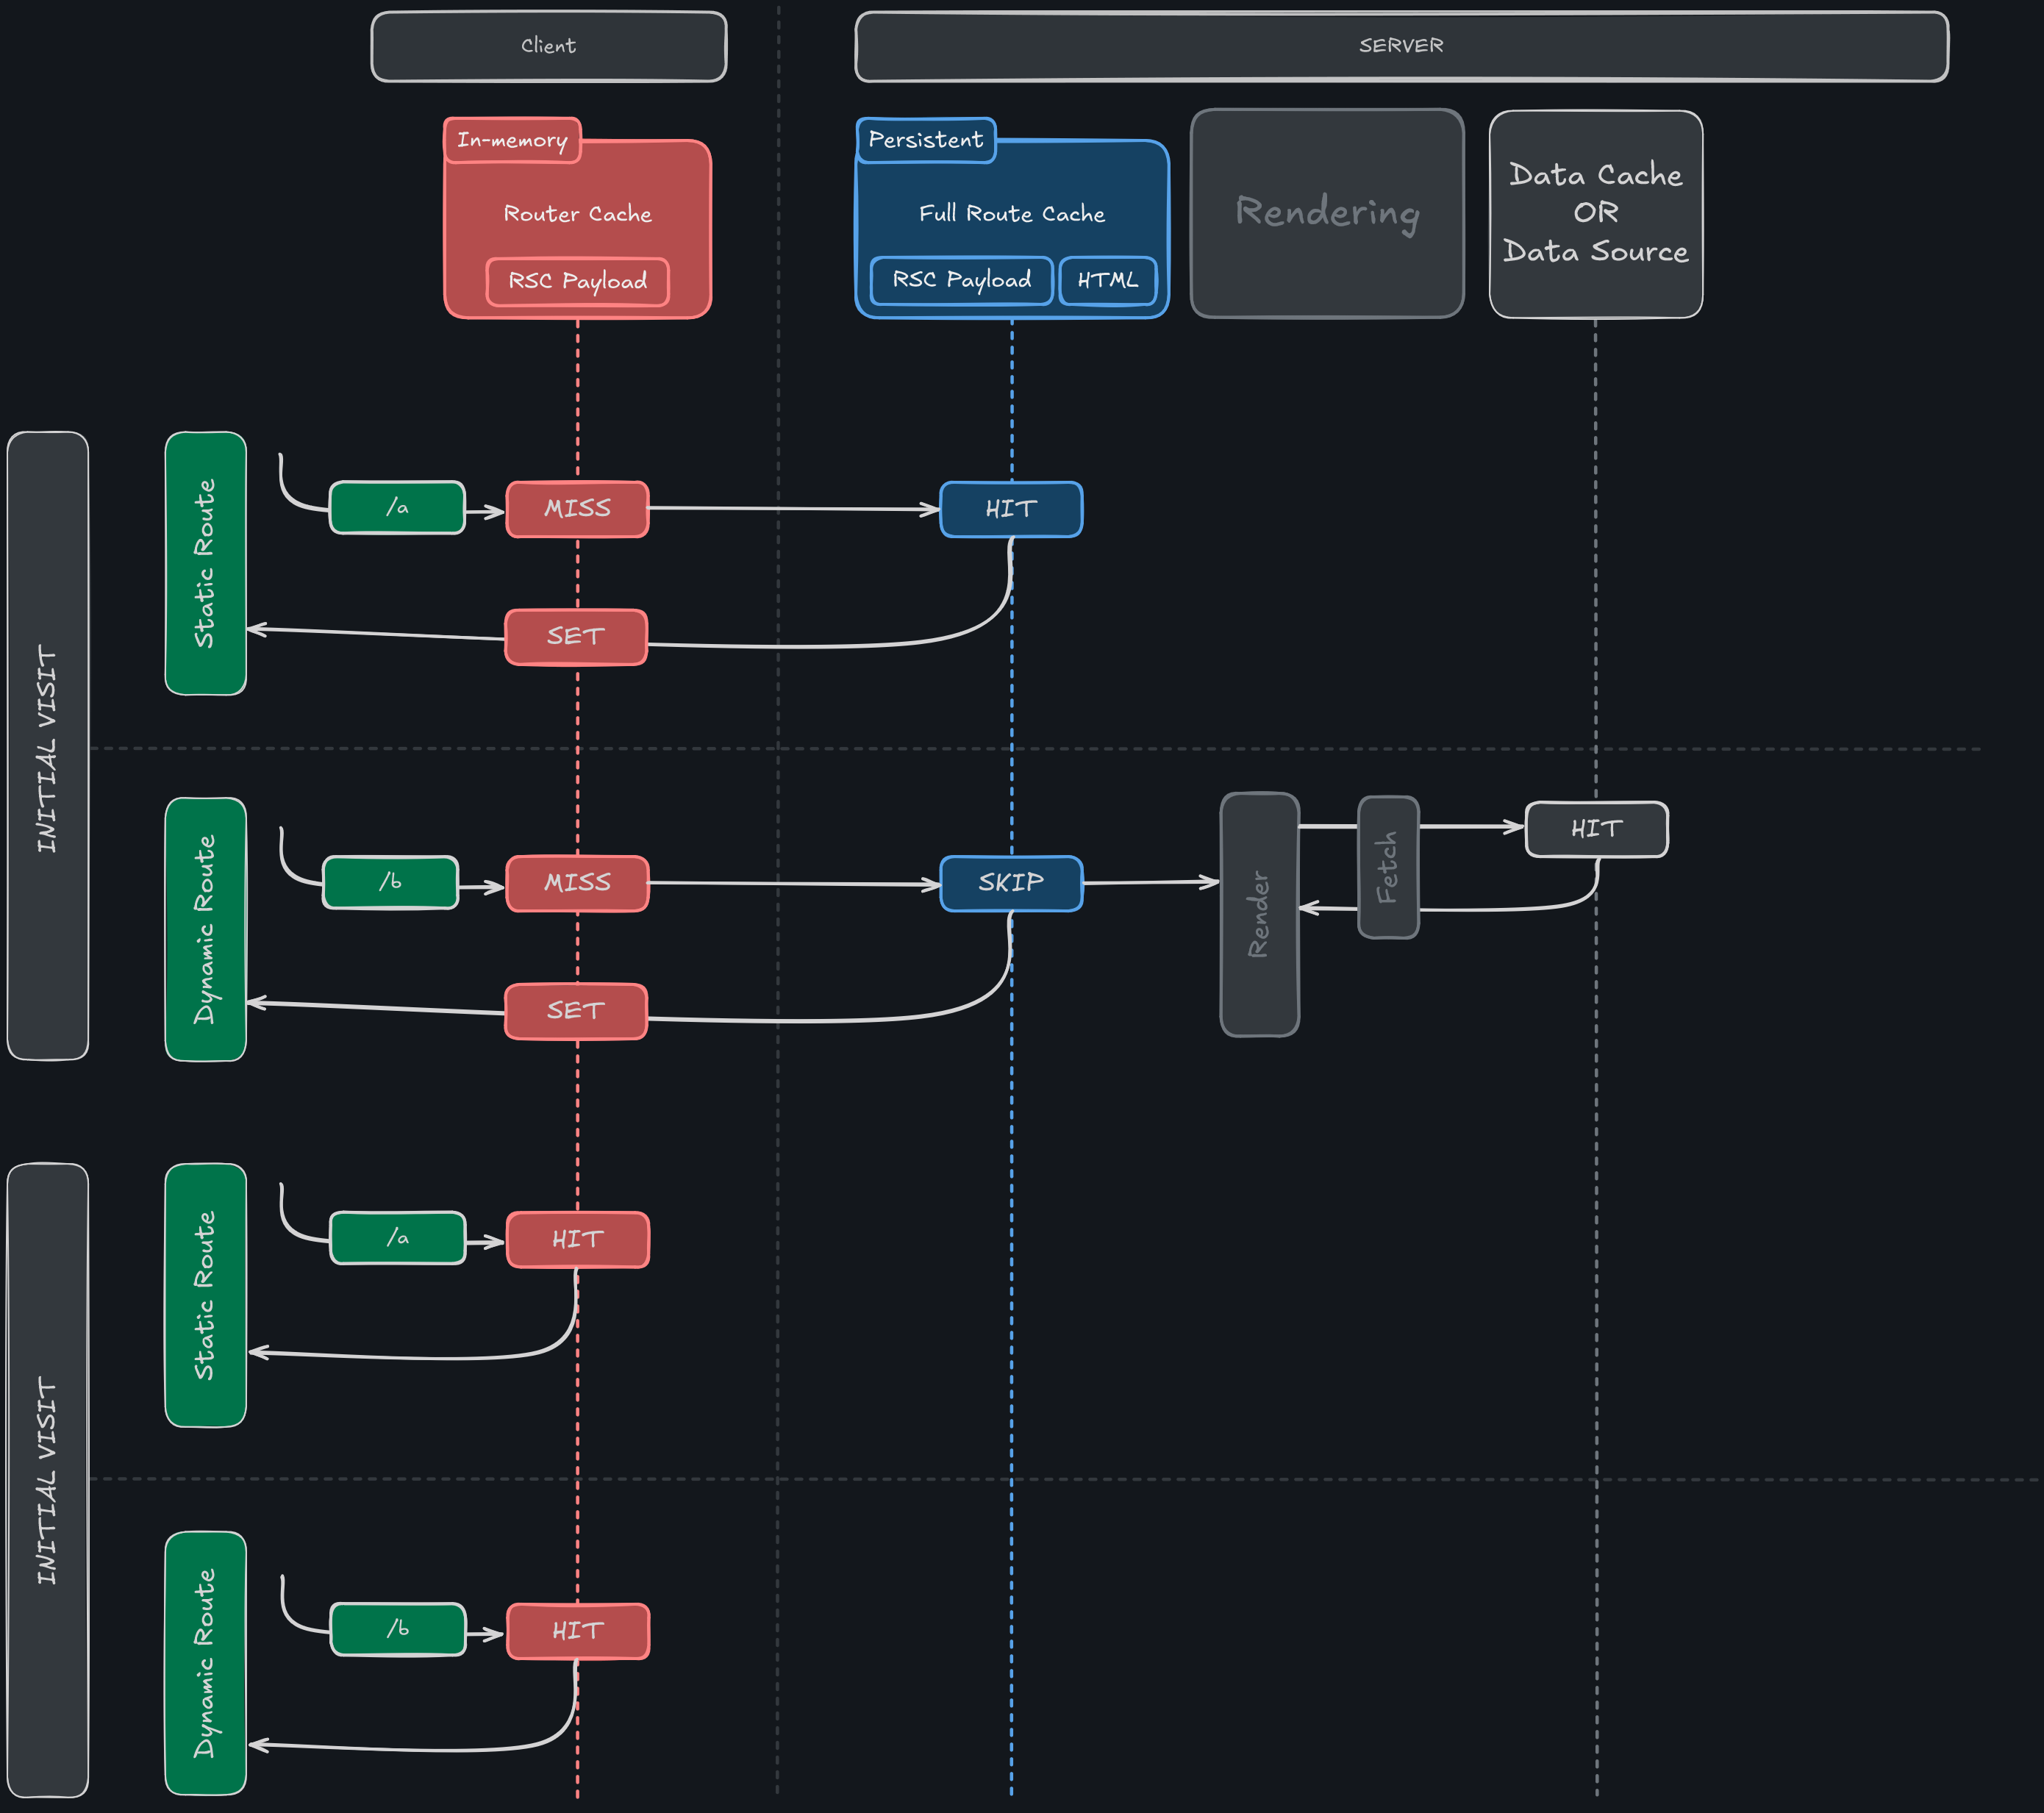 Client
SERVER
In-memory
Router Cache
RSC Payload
Persistent
Full Route Cache
RSC Payload
HTML
Rendering
Data Cache
OR
Data Source
INITIAL VISIT
Static Route
/a
MISS
HIT
SET
Dynamic Route
/b
MISS
SKIP
Render
Fetch
HIT
SET
INITIAL VISIT
Static Route
/a
HIT
Dynamic Route
/b
HIT